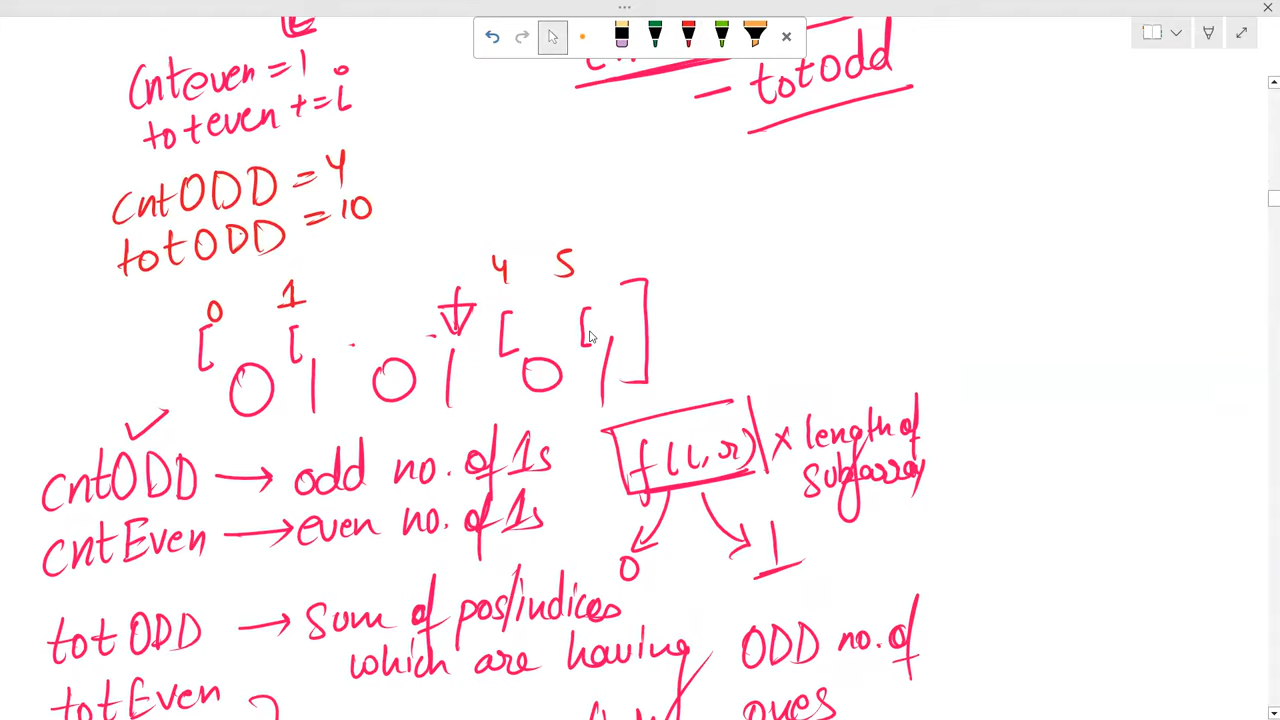 Cnteven = 1
toteven += i
totOdd
- totOdd
cntODD = 4
totODD = 10
0 1 4 5
[ 0 [ 1 0 1 [ 0 [ 1 ]
cntODD → odd no. of 1s
cntEven → even no. of 1s
f(l,r) × length of
subarray
0 1
totODD → Sum of pos/indices
which are having ODD no. of
totEven
ones